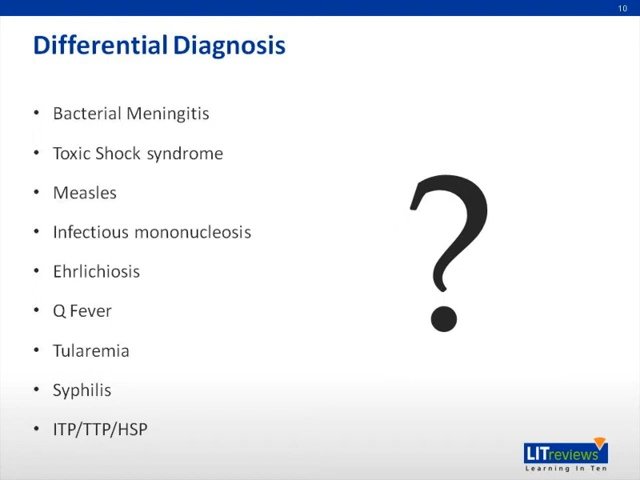 10
Differential Diagnosis
• Bacterial Meningitis
• Toxic Shock syndrome
• Measles
• Infectious mononucleosis
• Ehrlichiosis
• Q Fever
• Tularemia
• Syphilis
• ITP/TTP/HSP
?
LITreviews
Learning In Ten